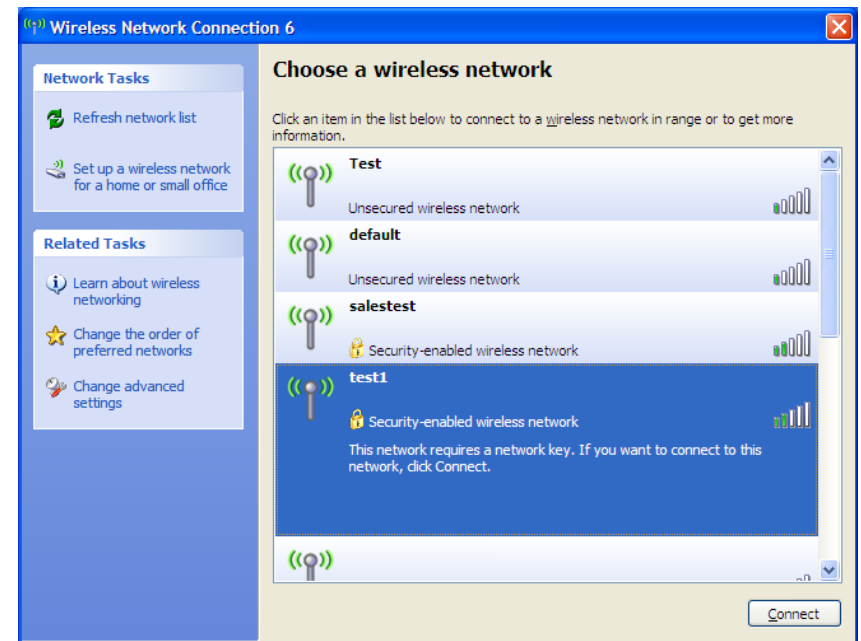 Wireless Network Connection 6
Network Tasks
Refresh network list
Set up a wireless network
for a home or small office
Related Tasks
Learn about wireless
networking
Change the order of
preferred networks
Change advanced
settings
Choose a wireless network
Click an item in the list below to connect to a wireless network in range or to get more
information.
Test
Unsecured wireless network
default
Unsecured wireless network
salestest
Security-enabled wireless network
test1
Security-enabled wireless network
This network requires a network key. If you want to connect to this
network, click Connect.
Connect